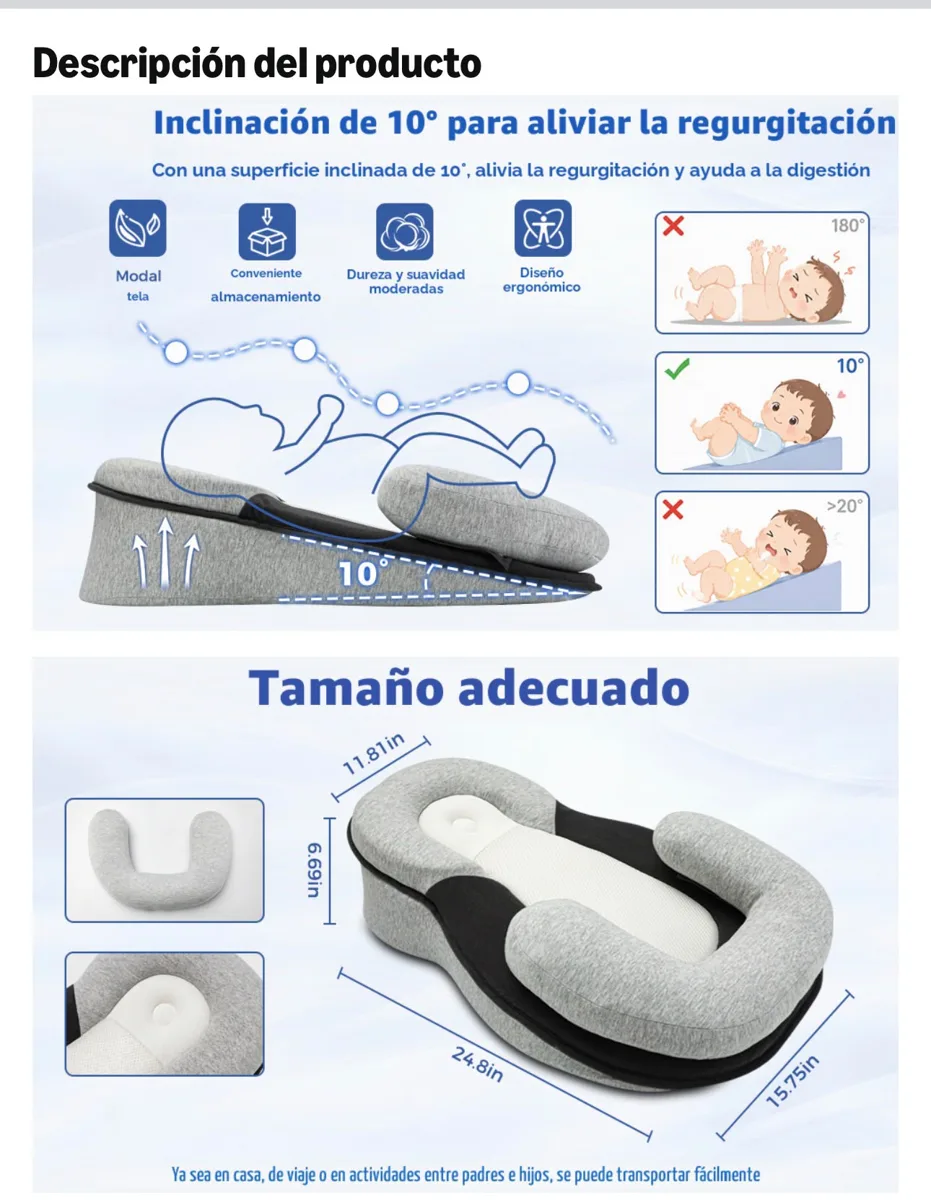 Descripción del producto
Inclinación de 10° para aliviar la regurgitación
Con una superficie inclinada de 10°, alivia la regurgitación y ayuda a la digestión
Modal
tela
Conveniente
almacenamiento
Dureza y suavidad
moderadas
Diseño
ergonómico
180°
10°
>20°
10°
Tamaño adecuado
11.81in
6.69in
24.8in
15.75in
Ya sea en casa, de viaje o en actividades entre padres e hijos, se puede transportar fácilmente